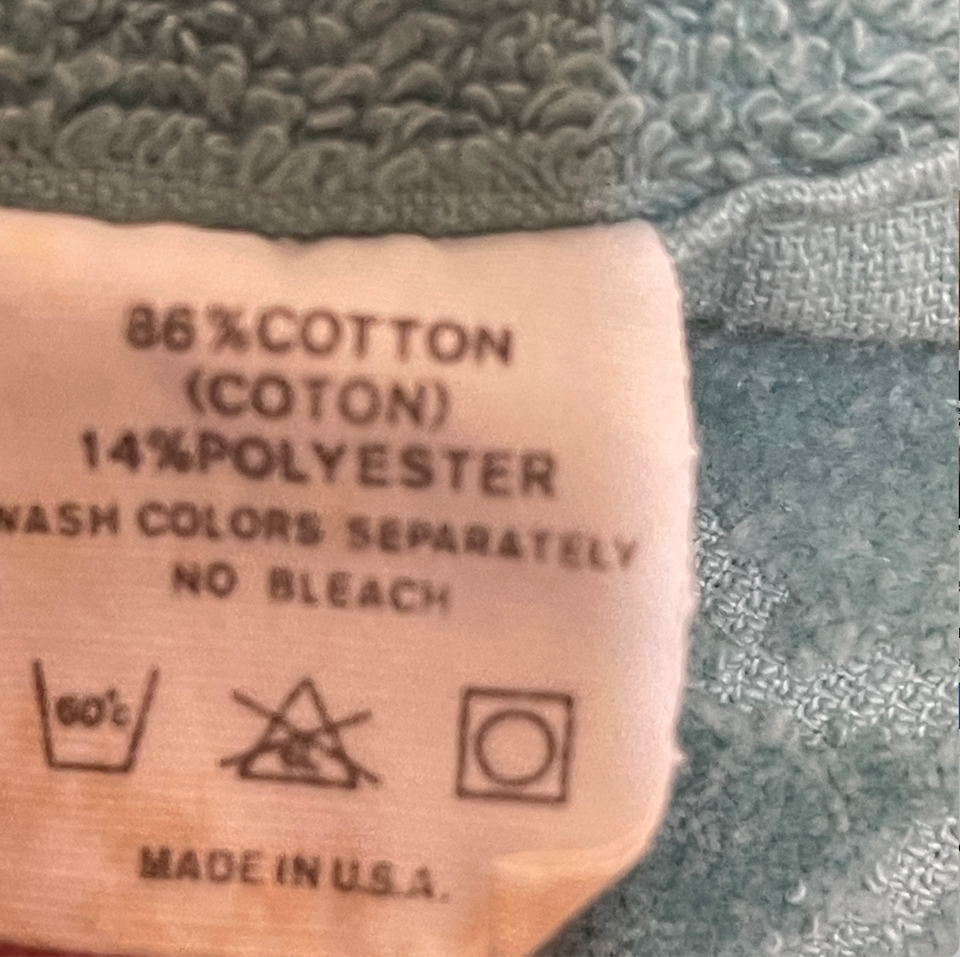 86%COTTON
(COTON)
14%POLYESTER
WASH COLORS SEPARATELY
NO BLEACH
60°c
MADE IN U.S.A.